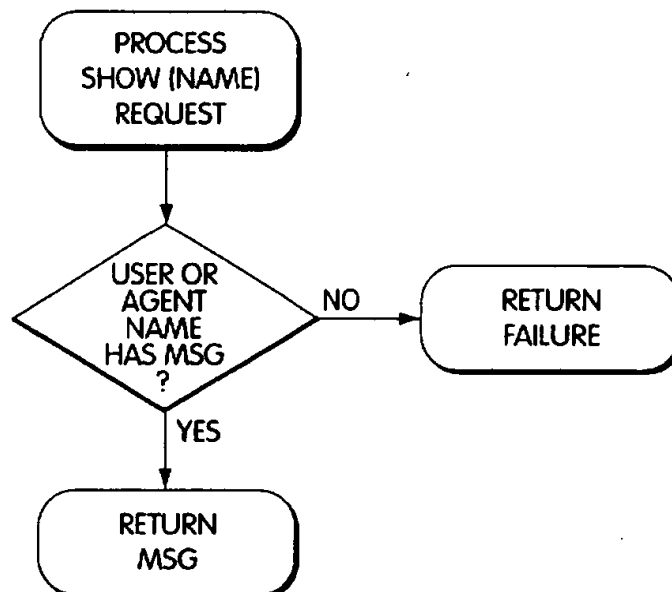 PROCESS
SHOW (NAME)
REQUEST
USER OR
AGENT
NAME
HAS MSG
?
NO
RETURN
FAILURE
YES
RETURN
MSG